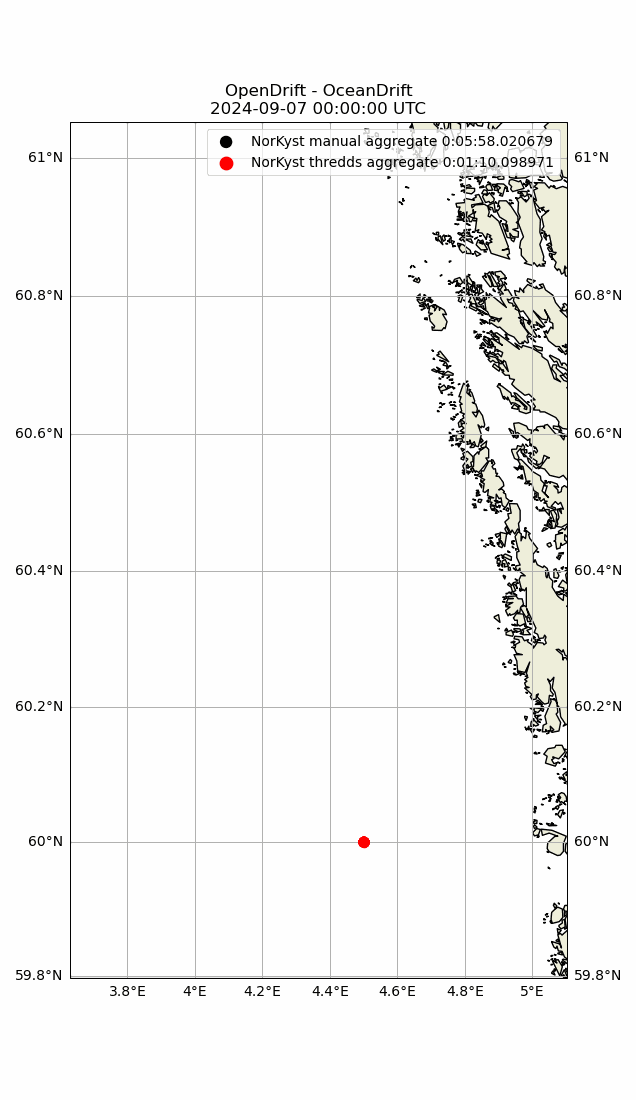 OpenDrift - OceanDrift
2024-09-07 00:00:00 UTC
NorKyst manual aggregate 0:05:58.020679
NorKyst thredds aggregate 0:01:10.098971
61°N 61°N
60.8°N 60.8°N
60.6°N 60.6°N
60.4°N 60.4°N
60.2°N 60.2°N
60°N 60°N
59.8°N 59.8°N
3.8°E 4°E 4.2°E 4.4°E 4.6°E 4.8°E 5°E